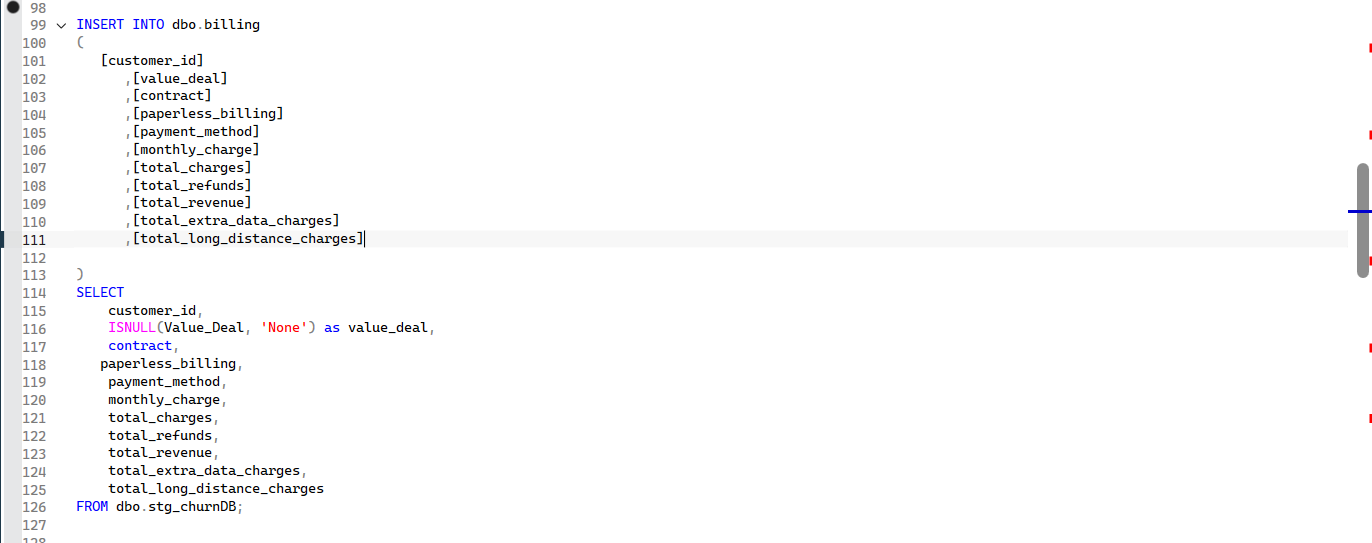 98
99 INSERT INTO dbo.billing
100 (
101 [customer_id]
102 ,[value_deal]
103 ,[contract]
104 ,[paperless_billing]
105 ,[payment_method]
106 ,[monthly_charge]
107 ,[total_charges]
108 ,[total_refunds]
109 ,[total_revenue]
110 ,[total_extra_data_charges]
111 ,[total_long_distance_charges]
112
113 )
114 SELECT
115 customer_id,
116 ISNULL(Value_Deal, 'None') as value_deal,
117 contract,
118 paperless_billing,
119 payment_method,
120 monthly_charge,
121 total_charges,
122 total_refunds,
123 total_revenue,
124 total_extra_data_charges,
125 total_long_distance_charges
126 FROM dbo.stg_churnDB;
127
128